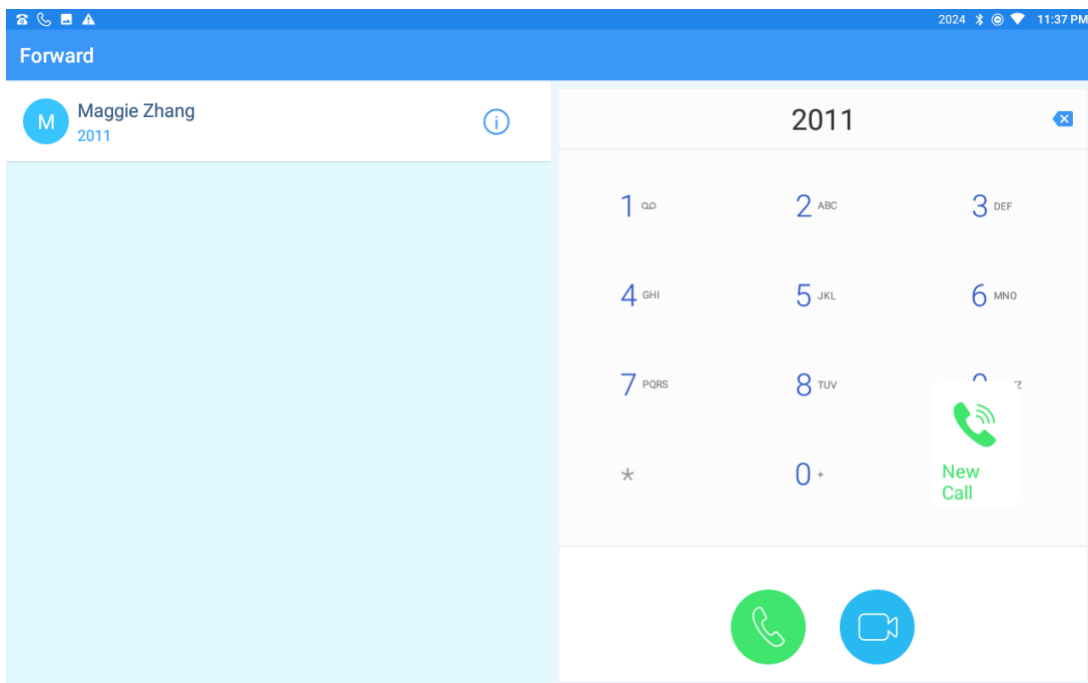 2024 11:37 PM
Forward
M
Maggie Zhang
2011
2011
1
2 ABC
3 DEF
4 GHI
5 JKL
6 MNO
7 PQRS
8 TUV
*
0 +
New
Call